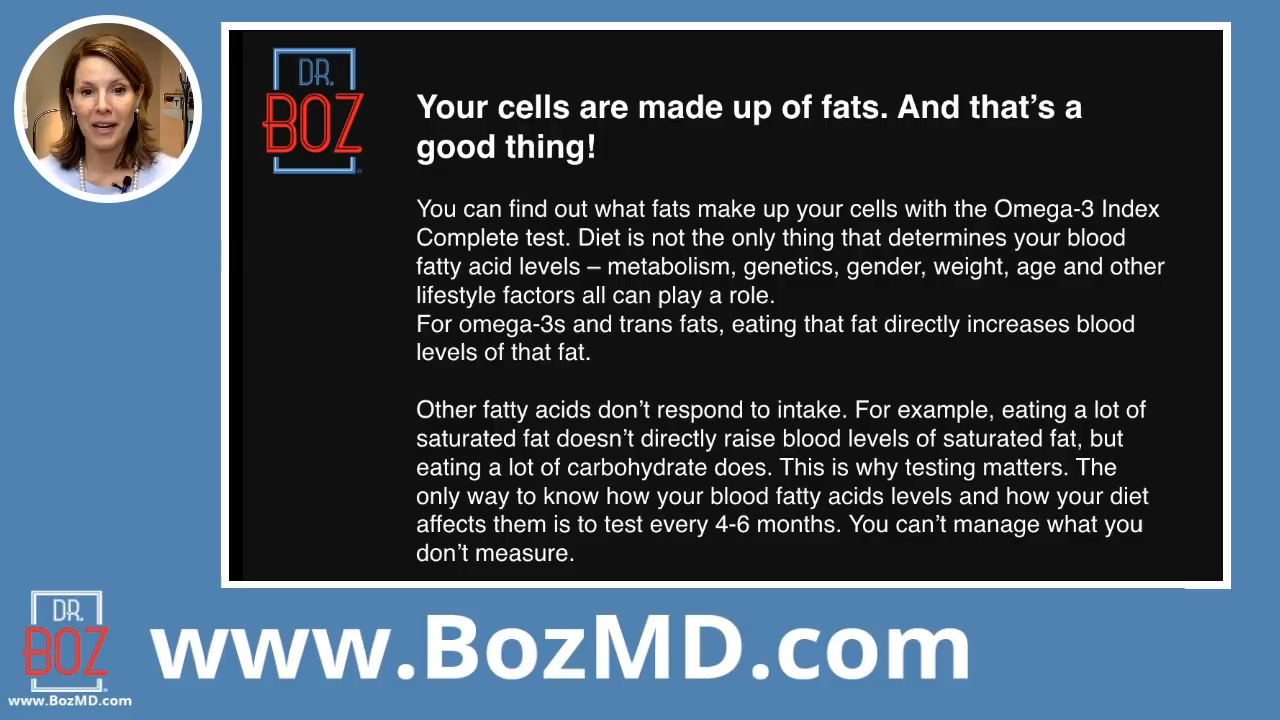 DR.
BOZ
Your cells are made up of fats. And that's a
good thing!
You can find out what fats make up your cells with the Omega-3 Index
Complete test. Diet is not the only thing that determines your blood
fatty acid levels – metabolism, genetics, gender, weight, age and other
lifestyle factors all can play a role.
For omega-3s and trans fats, eating that fat directly increases blood
levels of that fat.
Other fatty acids don't respond to intake. For example, eating a lot of
saturated fat doesn't directly raise blood levels of saturated fat, but
eating a lot of carbohydrate does. This is why testing matters. The
only way to know how your blood fatty acids levels and how your diet
affects them is to test every 4-6 months. You can't manage what you
don't measure.
DR.
BOZ
www.BozMD.com
www.BozMD.com